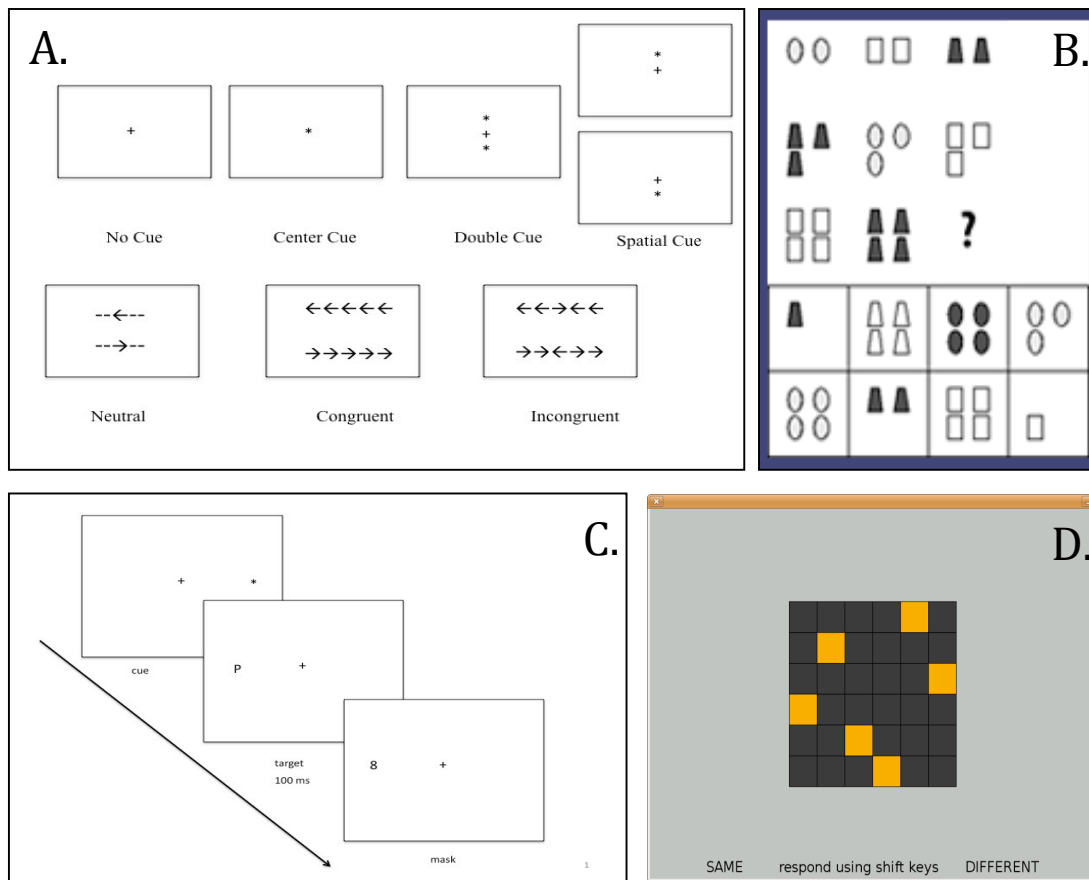 A.
+
*
*
+
*
*
+
+
*
No Cue
Center Cue
Double Cue
Spatial Cue
--←--
--→--
←←←←←
→→→→→
←←→←←
→→←→→
Neutral
Congruent
Incongruent
B.
?
C.
+ *
cue
P +
target
100 ms
8 +
mask
1
D.
SAME respond using shift keys DIFFERENT